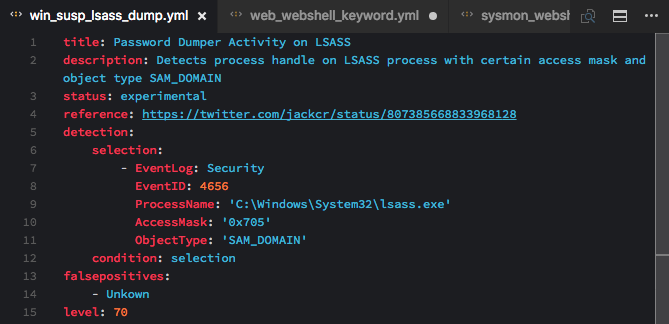 win_susp_lsass_dump.yml × web_webshell_keyword.yml sysmon_websh
1 title: Password Dumper Activity on LSASS
2 description: Detects process handle on LSASS process with certain access mask and
object type SAM_DOMAIN
3 status: experimental
4 reference: https://twitter.com/jackcr/status/807385668833968128
5 detection:
6 selection:
7 - EventLog: Security
8 EventID: 4656
9 ProcessName: 'C:\Windows\System32\lsass.exe'
10 AccessMask: '0x705'
11 ObjectType: 'SAM_DOMAIN'
12 condition: selection
13 falsepositives:
14 - Unkown
15 level: 70